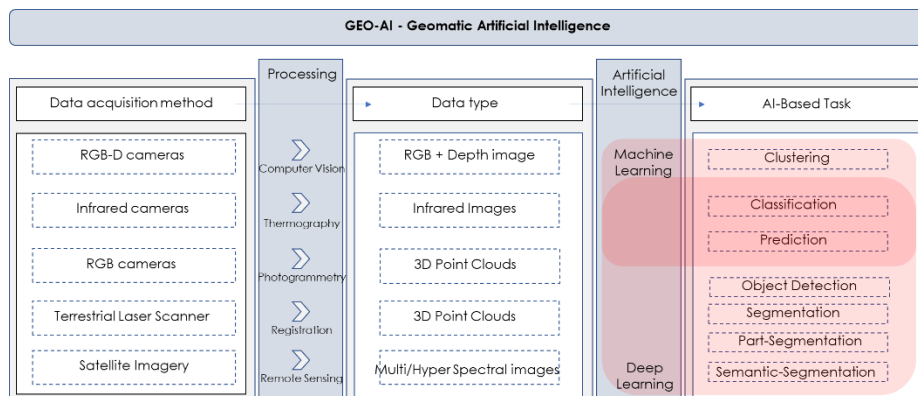 GEO-AI - Geomatic Artificial Intelligence
Processing
Artificial
Intelligence
Data acquisition method
Data type
AI-Based Task
RGB-D cameras
Computer Vision
RGB + Depth image
Machine
Learning
Clustering
Infrared cameras
Thermography
Infrared Images
Classification
Prediction
RGB cameras
Photogrammetry
3D Point Clouds
Object Detection
Terrestrial Laser Scanner
Registration
3D Point Clouds
Segmentation
Part-Segmentation
Satellite Imagery
Remote Sensing
Multi/Hyper Spectral images
Deep
Learning
Semantic-Segmentation